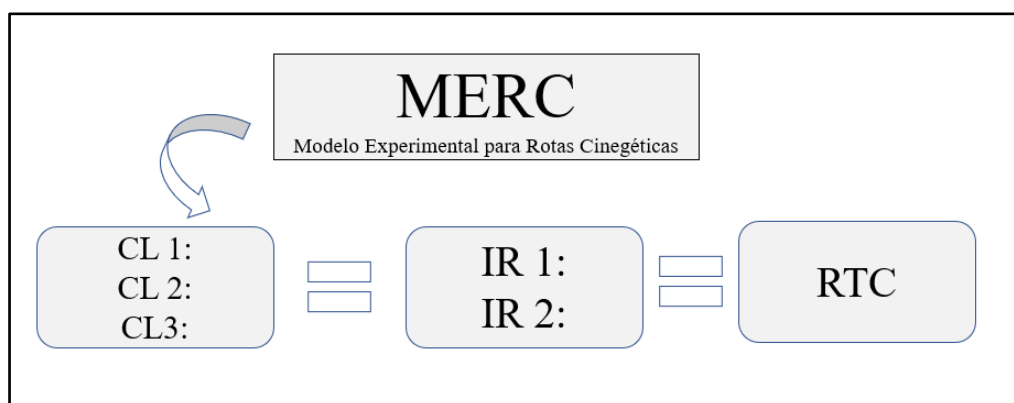 MERC
Modelo Experimental para Rotas Cinegéticas
CL 1:
CL 2:
CL3:
IR 1:
IR 2:
RTC